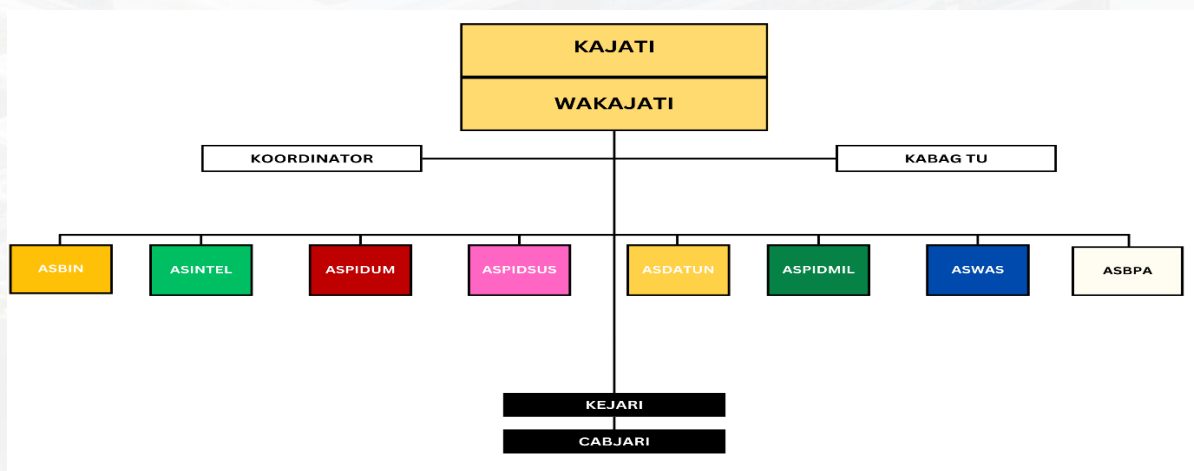 KAJATI
WAKAJATI
KOORDINATOR
KABAG TU
ASBIN
ASINTEL
ASPIDUM
ASPIDSUS
ASDATUN
ASPIDMIL
ASWAS
ASBPA
KEJARI
CABJARI